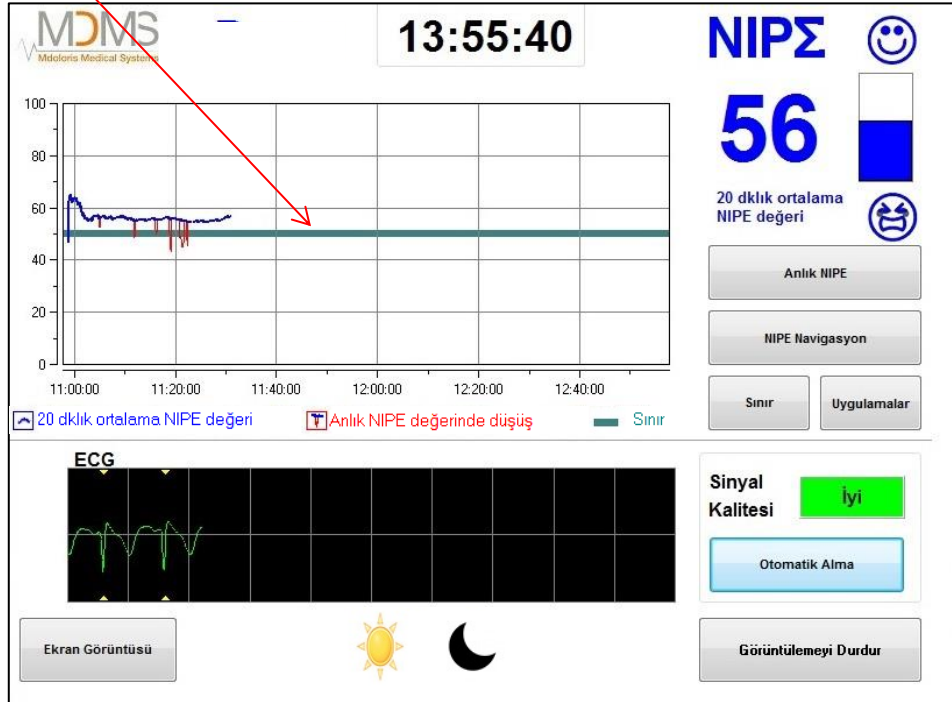 MDMS
Mdoloris Medical Systems
13:55:40
NIPΣ
56
20 dklık ortalama
NIPE değeri
Anlık NIPE
NIPE Navigasyon
Sınır
Uygulamalar
100
80
60
40
20
0
11:00:00 11:20:00 11:40:00 12:00:00 12:20:00 12:40:00
20 dklık ortalama NIPE değeri Anlık NIPE değerinde düşüş Sınır
ECG
Sinyal
Kalitesi
İyi
Otomatik Alma
Ekran Görüntüsü
Görüntülemeyi Durdur